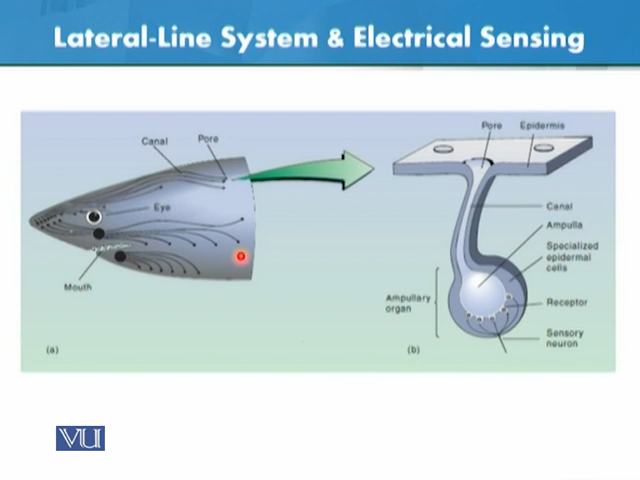 Lateral-Line System & Electrical Sensing
Canal
Pore
Eye
Mouth
(a)
Pore
Epidermis
Canal
Ampulla
Specialized
epidermal
cells
Ampullary
organ
Receptor
Sensory
neuron
(b)
VU